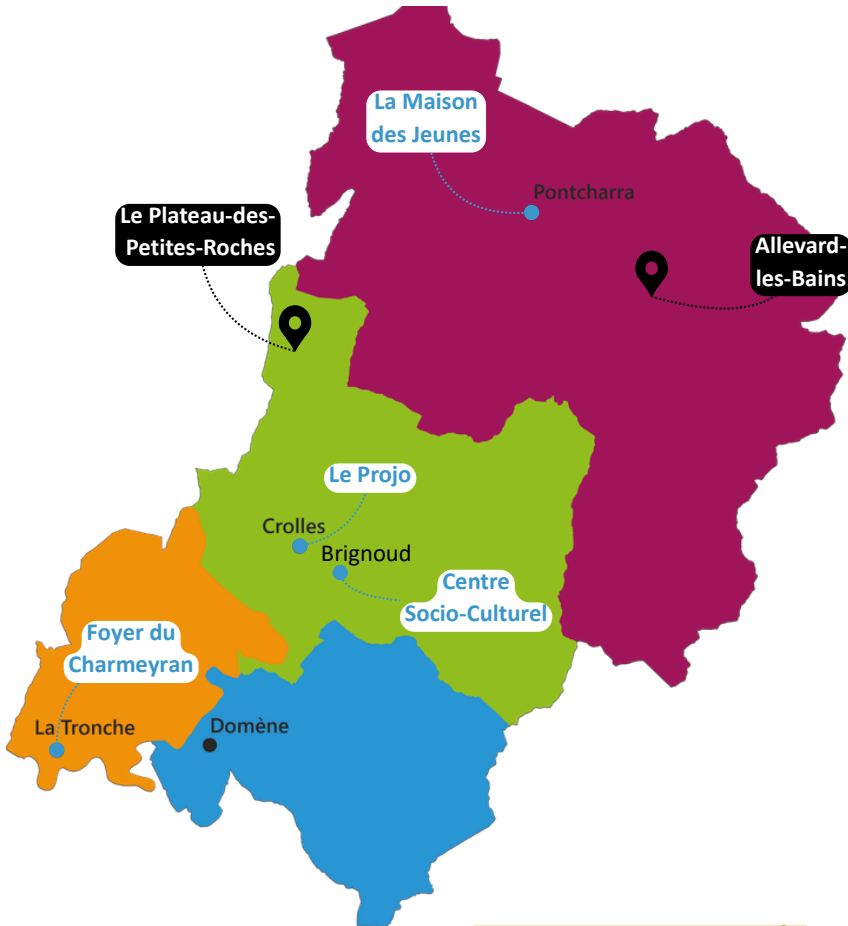 La Maison
des Jeunes
Pontcharra
Le Plateau-des-
Petites-Roches
Allevard-
les-Bains
Le Projo
Crolles
Brignoud
Centre
Socio-Culturel
Foyer du
Charmeyran
La Tronche
Domène